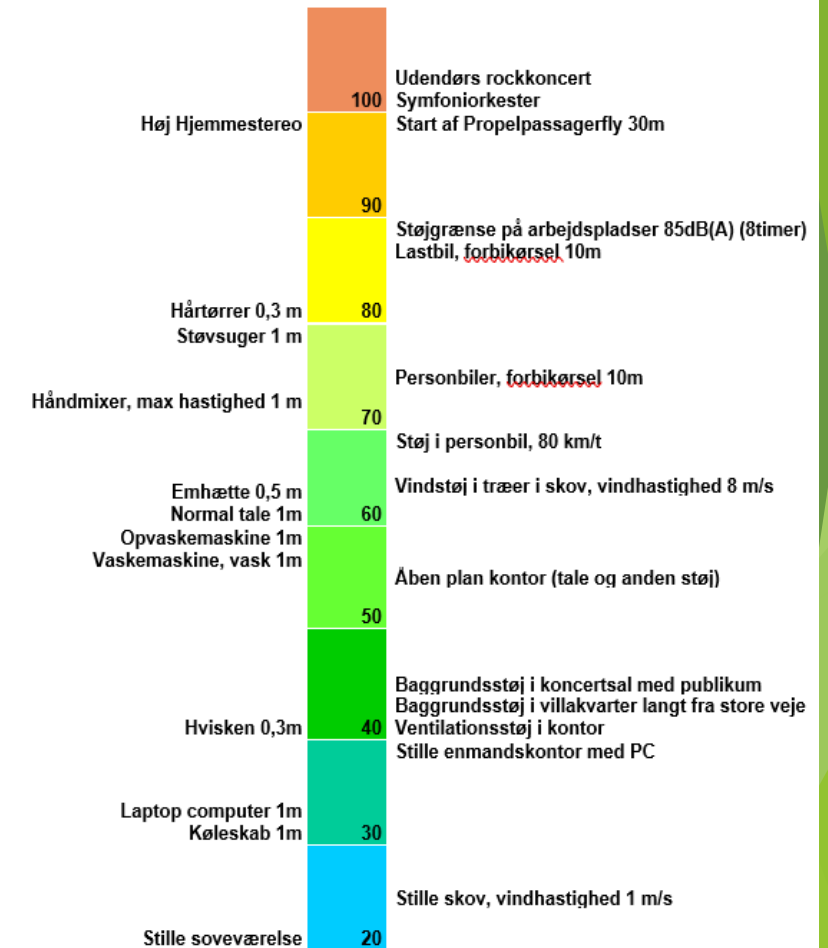 Udendørs rockkoncert
100 Symfoniorkester
Høj Hjemmestereo Start af Propelpassagerfly 30m
90
Støjgrænse på arbejdspladser 85dB(A) (8timer)
Lastbil, forbikørsel 10m
Hårtørrer 0,3 m 80
Støvsuger 1 m
Personbiler, forbikørsel 10m
Håndmixer, max hastighed 1 m
70
Støj i personbil, 80 km/t
Vindstøj i træer i skov, vindhastighed 8 m/s
Emhætte 0,5 m
Normal tale 1m 60
Opvaskemaskine 1m
Vaskemaskine, vask 1m
Åben plan kontor (tale og anden støj)
50
Baggrundsstøj i koncertsal med publikum
Baggrundsstøj i villakvarter langt fra store veje
Hvisken 0,3m 40 Ventilationsstøj i kontor
Stille enmandskontor med PC
Laptop computer 1m
Køleskab 1m 30
Stille skov, vindhastighed 1 m/s
Stille soveværelse 20